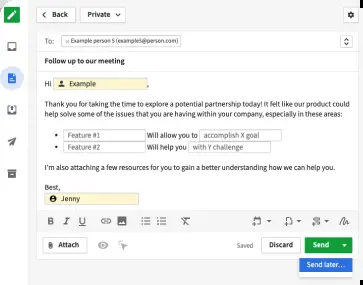 Back Private
To: × Example person S (exampleS@person.com)
Follow up to our meeting
Hi Example ,
Thank you for taking the time to explore a potential partnership today! It felt like our product could
help solve some of the issues that you are having within your company, especially in these areas:
• Feature #1 Will allow you to accomplish X goal
• Feature #2 Will help you with Y challenge
I'm also attaching a few resources for you to gain a better understanding how we can help you.
Best,
Jenny
B I U
Attach Saved Discard Send
Send later...